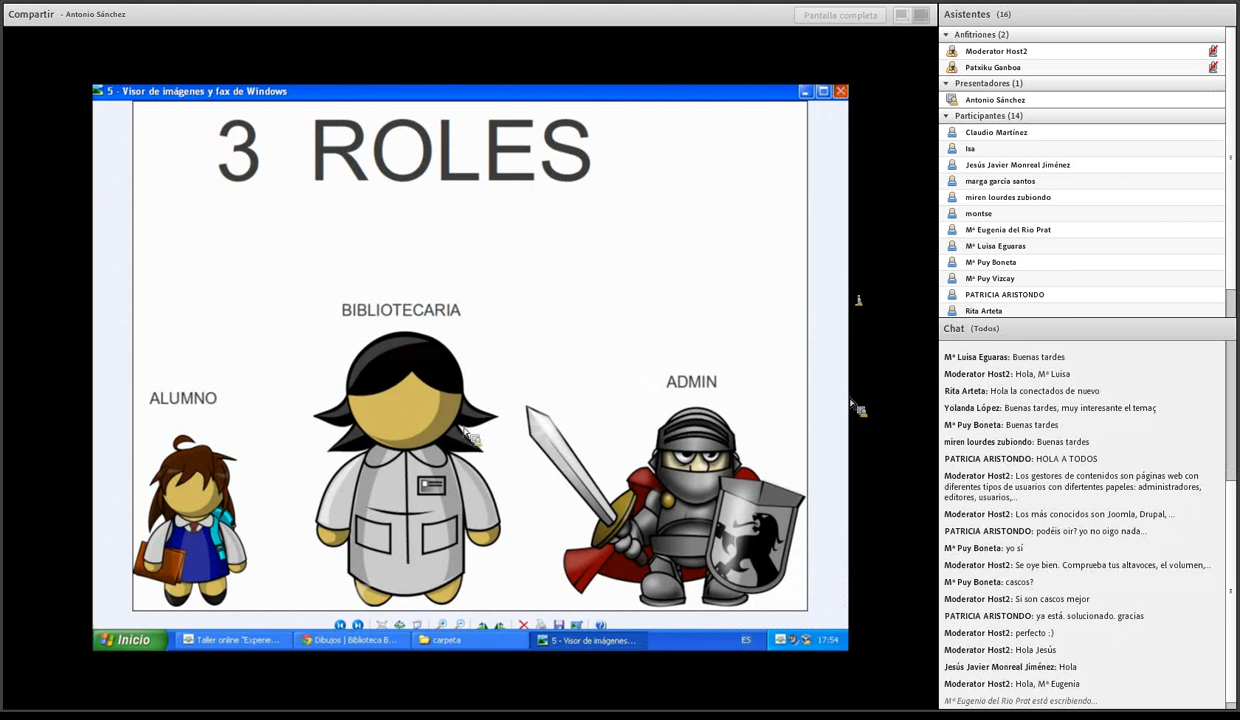 Compartir - Antonio Sánchez
Pantalla completa
5 - Visor de imágenes y fax de Windows
3 ROLES
BIBLIOTECARIA
ALUMNO
ADMIN
Inicio
Taller online "Experie...
Dibujos | Biblioteca B...
carpeta
5 - Visor de imágenes...
ES
17:54
Asistentes (16)
Anfitriones (2)
Moderator Host2
Patxiku Ganboa
Presentadores (1)
Antonio Sánchez
Participantes (14)
Claudio Martínez
Isa
Jesús Javier Monreal Jiménez
marga garcía santos
miren lourdes zubiondo
montse
Mª Eugenia del Rio Prat
Mª Luisa Eguaras
Mª Puy Boneta
Mª Puy Vizcay
PATRICIA ARISTONDO
Rita Arteta
Chat (Todos)
Mª Luisa Eguaras: Buenas tardes
Moderator Host2: Hola, Mª Luisa
Rita Arteta: Hola la conectados de nuevo
Yolanda López: Buenas tardes, muy interesante el temaç
Mª Puy Boneta: Buenas tardes
miren lourdes zubiondo: Buenas tardes
PATRICIA ARISTONDO: HOLA A TODOS
Moderator Host2: Los gestores de contenidos son páginas web con
diferentes tipos de usuarios con difertentes papeles: administradores,
editores, usuarios,...
Moderator Host2: Los más conocidos son Joomla, Drupal, ...
PATRICIA ARISTONDO: podéis oir? yo no oigo nada...
Mª Puy Boneta: yo sí
Moderator Host2: Se oye bien. Comprueba tus altavoces, el volumen,...
Mª Puy Boneta: cascos?
Moderator Host2: Si son cascos mejor
PATRICIA ARISTONDO: ya está. solucionado. gracias
Moderator Host2: perfecto :)
Moderator Host2: Hola Jesús
Jesús Javier Monreal Jiménez: Hola
Moderator Host2: Hola, Mª Eugenia
Mª Eugenia del Rio Prat está escribiendo...